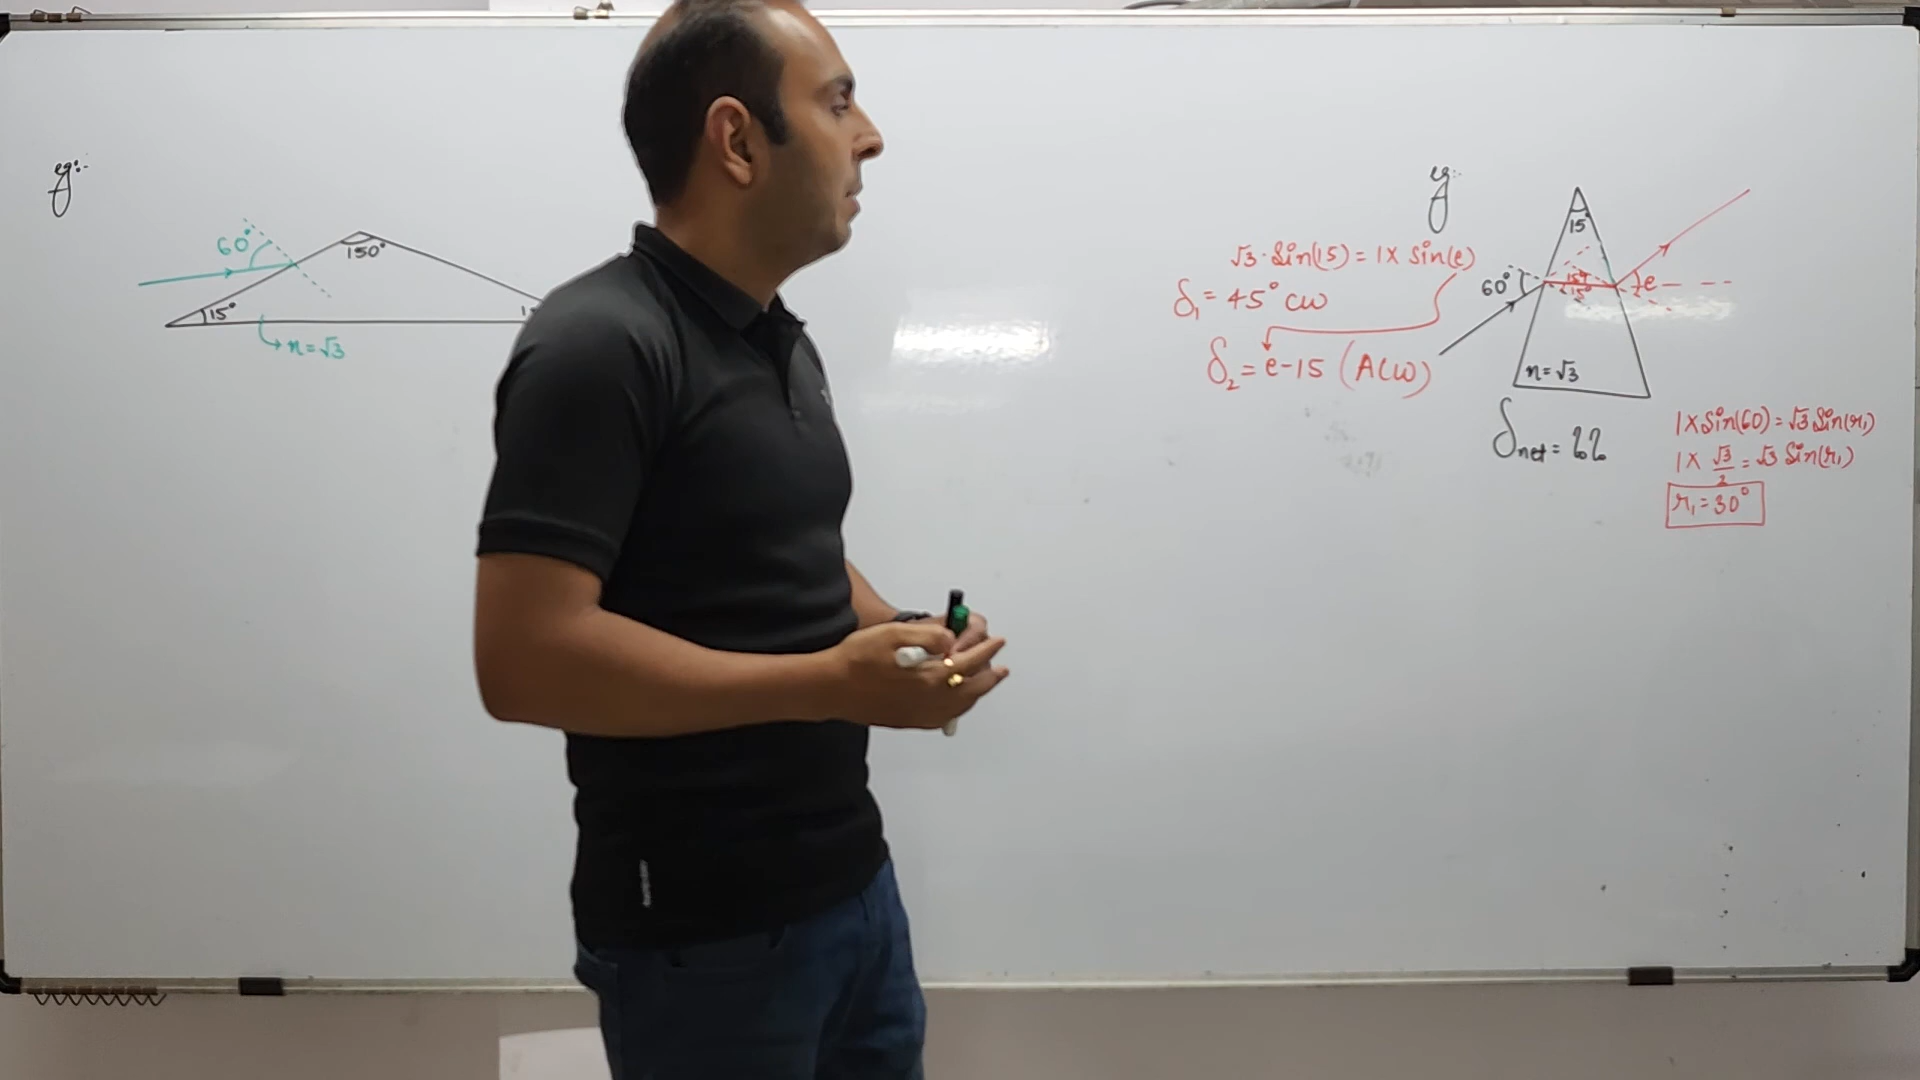 eg:-
60°
150°
15°
n=√3
eg:-
15°
√3·Sin(15) = 1× Sin(e)
60°
e
δ₁ = 45° cw
δ₂ = e-15 (ACW)
n=√3
δnet = ??
1×Sin(60)=√3 Sin(r₁)
1× √3/2 = √3 Sin(r₁)
r₁ = 30°